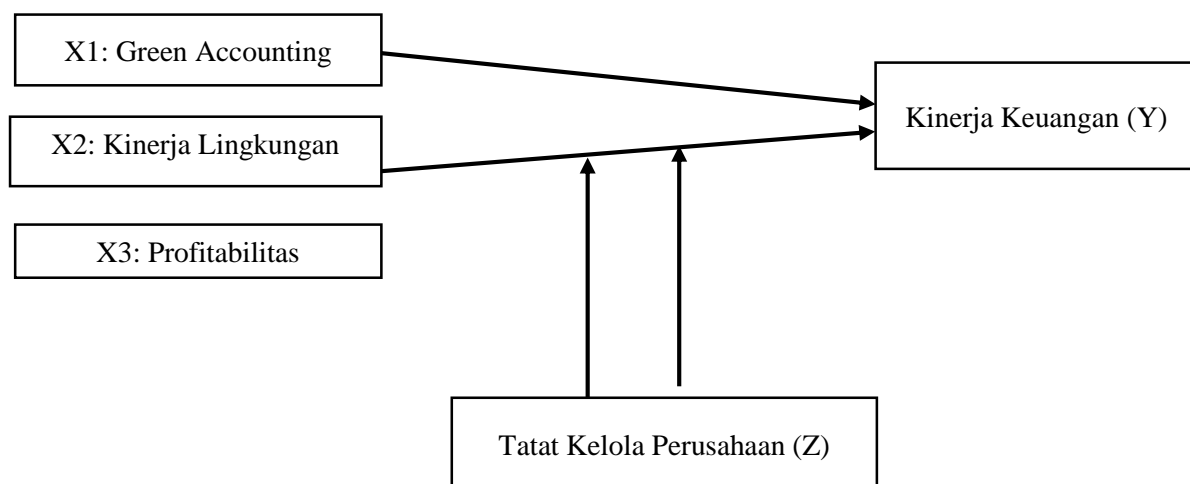 X1: Green Accounting
X2: Kinerja Lingkungan
X3: Profitabilitas
Kinerja Keuangan (Y)
Tatat Kelola Perusahaan (Z)